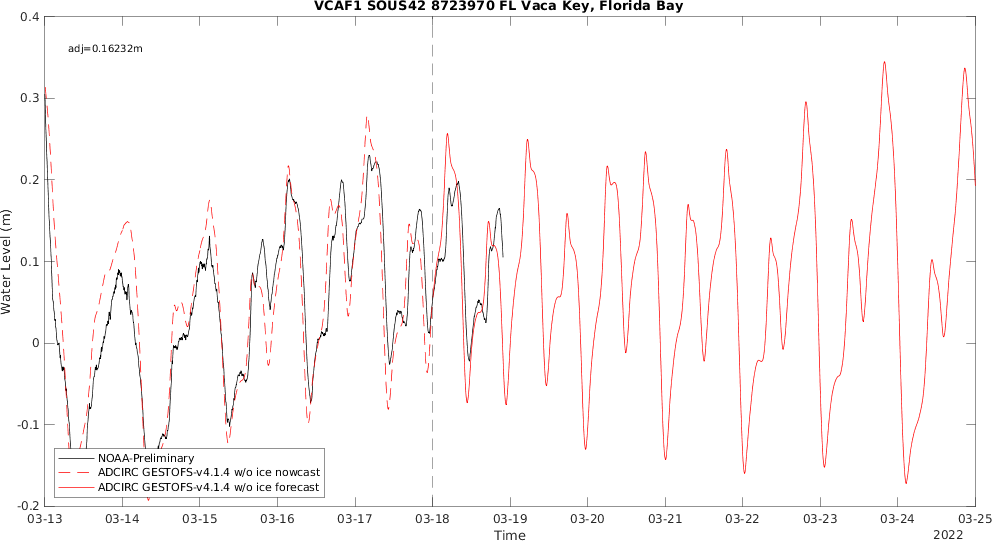 VCAF1 SOUS42 8723970 FL Vaca Key, Florida Bay
adj=0.16232m
Water Level (m)
0.4
0.3
0.2
0.1
0
-0.1
-0.2
NOAA-Preliminary
ADCIRC GESTOFS-v4.1.4 w/o ice nowcast
ADCIRC GESTOFS-v4.1.4 w/o ice forecast
03-13 03-14 03-15 03-16 03-17 03-18 03-19 03-20 03-21 03-22 03-23 03-24 03-25
Time
2022